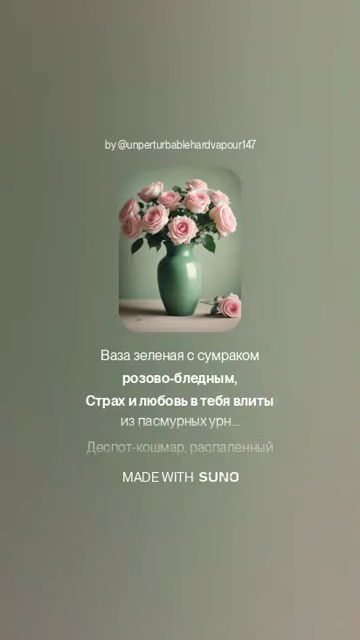 by @unperturbablehardvapour147
Ваза зеленая с сумраком
розово-бледным,
Страх и любовь в тебя влиты
из пасмурных урн...
Деспот-кошмар, распаленный
MADE WITH SUNO